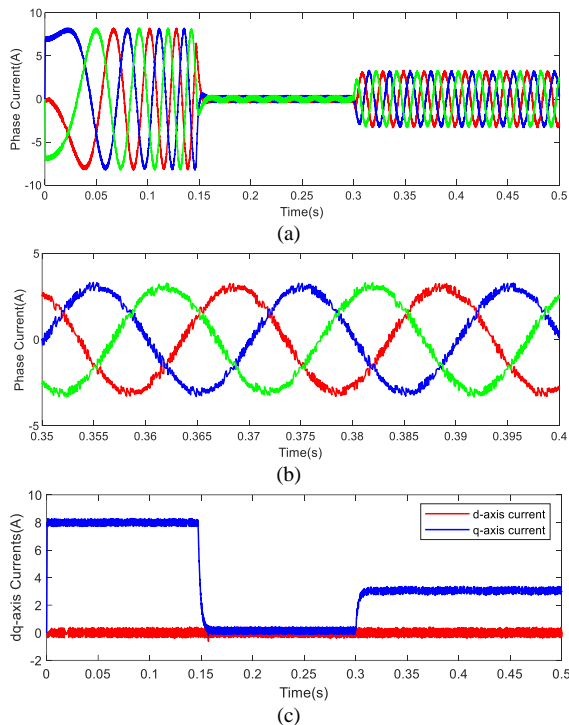 (a)
10
5
0
-5
-10
Phase Current(A)
0 0.05 0.1 0.15 0.2 0.25 0.3 0.35 0.4 0.45 0.5
Time(s)
(a)
5
0
-5
Phase Current(A)
0.35 0.355 0.36 0.365 0.37 0.375 0.38 0.385 0.39 0.395 0.4
Time(s)
(b)
10
8
6
4
2
0
-2
dq-axis Currents(A)
d-axis current
q-axis current
0 0.05 0.1 0.15 0.2 0.25 0.3 0.35 0.4 0.45 0.5
Time(s)
(c)